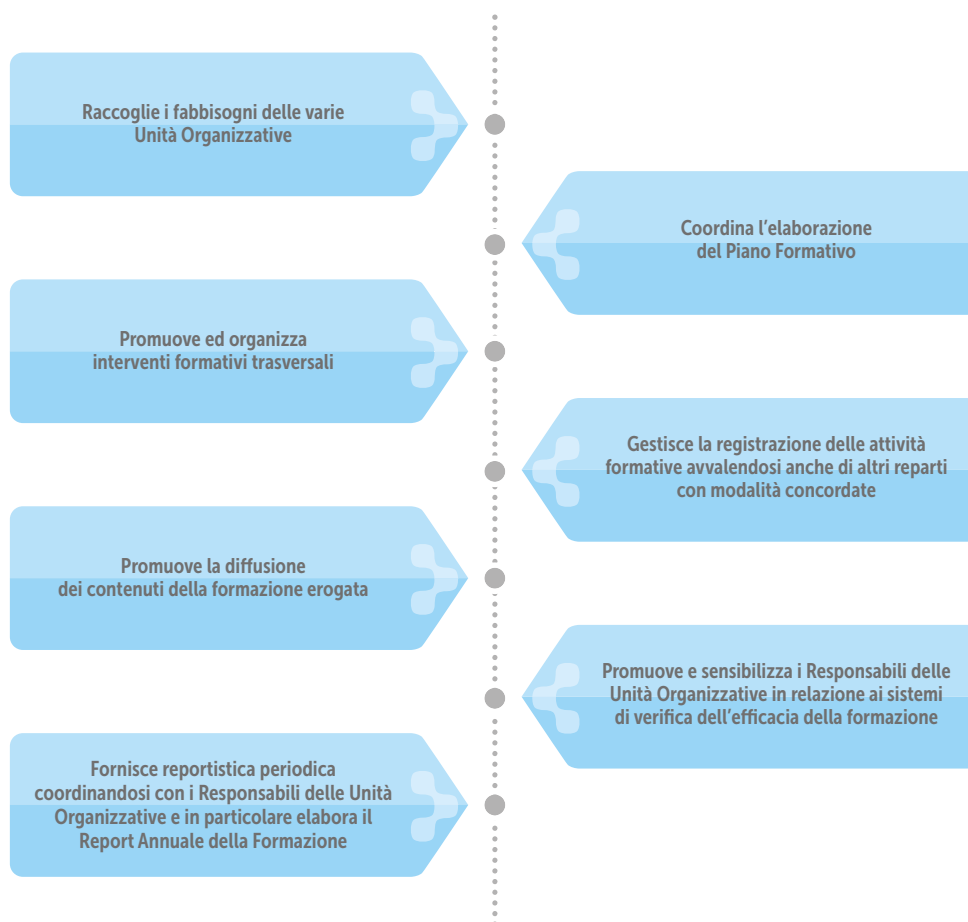 Raccoglie i fabbisogni delle varie
Unità Organizzative
Coordina l’elaborazione
del Piano Formativo
Promuove ed organizza
interventi formativi trasversali
Gestisce la registrazione delle attività
formative avvalendosi anche di altri reparti
con modalità concordate
Promuove la diffusione
dei contenuti della formazione erogata
Promuove e sensibilizza i Responsabili delle
Unità Organizzative in relazione ai sistemi
di verifica dell’efficacia della formazione
Fornisce reportistica periodica
coordinandosi con i Responsabili delle Unità
Organizzative e in particolare elabora il
Report Annuale della Formazione